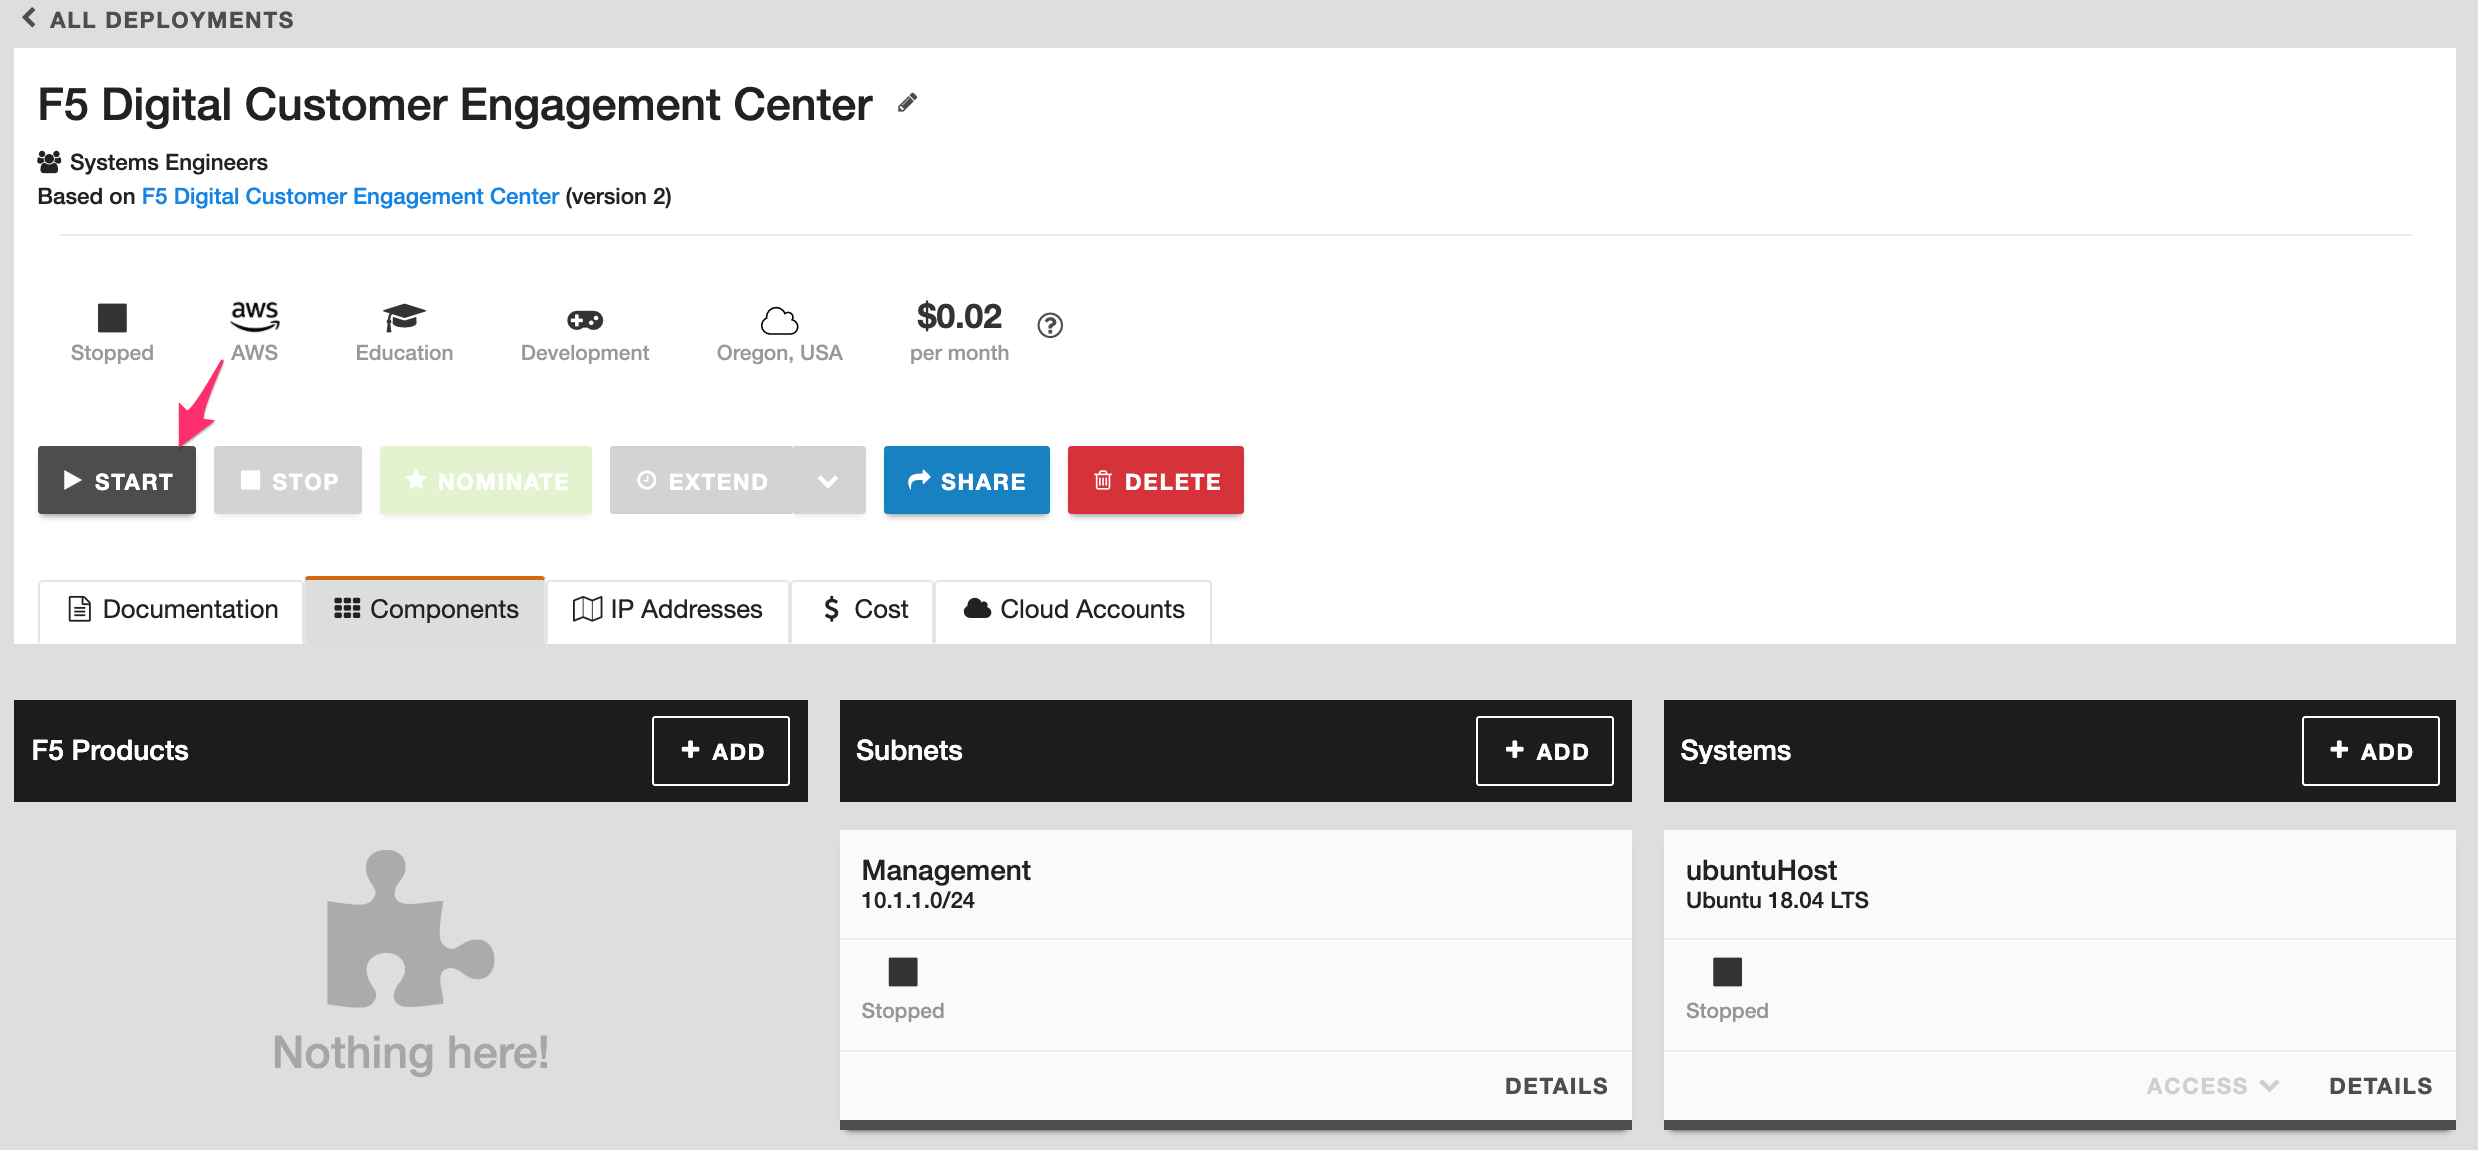 ALL DEPLOYMENTS
F5 Digital Customer Engagement Center
Systems Engineers
Based on F5 Digital Customer Engagement Center (version 2)
Stopped
aws
AWS
Education
Development
Oregon, USA
$0.02
per month
?
START
STOP
NOMINATE
EXTEND
SHARE
DELETE
Documentation
Components
IP Addresses
$ Cost
Cloud Accounts
F5 Products
+ ADD
Subnets
+ ADD
Systems
+ ADD
Nothing here!
Management
10.1.1.0/24
Stopped
DETAILS
ubuntuHost
Ubuntu 18.04 LTS
Stopped
ACCESS
DETAILS